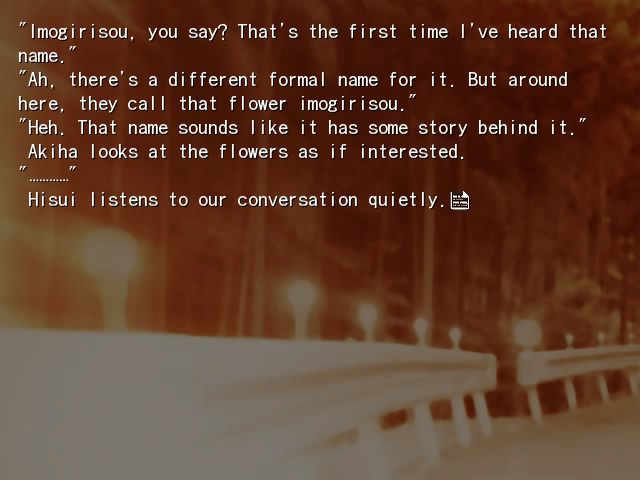 "Imogirisou, you say? That's the first time I've heard that
name."
"Ah, there's a different formal name for it. But around
here, they call that flower imogirisou."
"Heh. That name sounds like it has some story behind it."
Akiha looks at the flowers as if interested.
"…………"
Hisui listens to our conversation quietly.